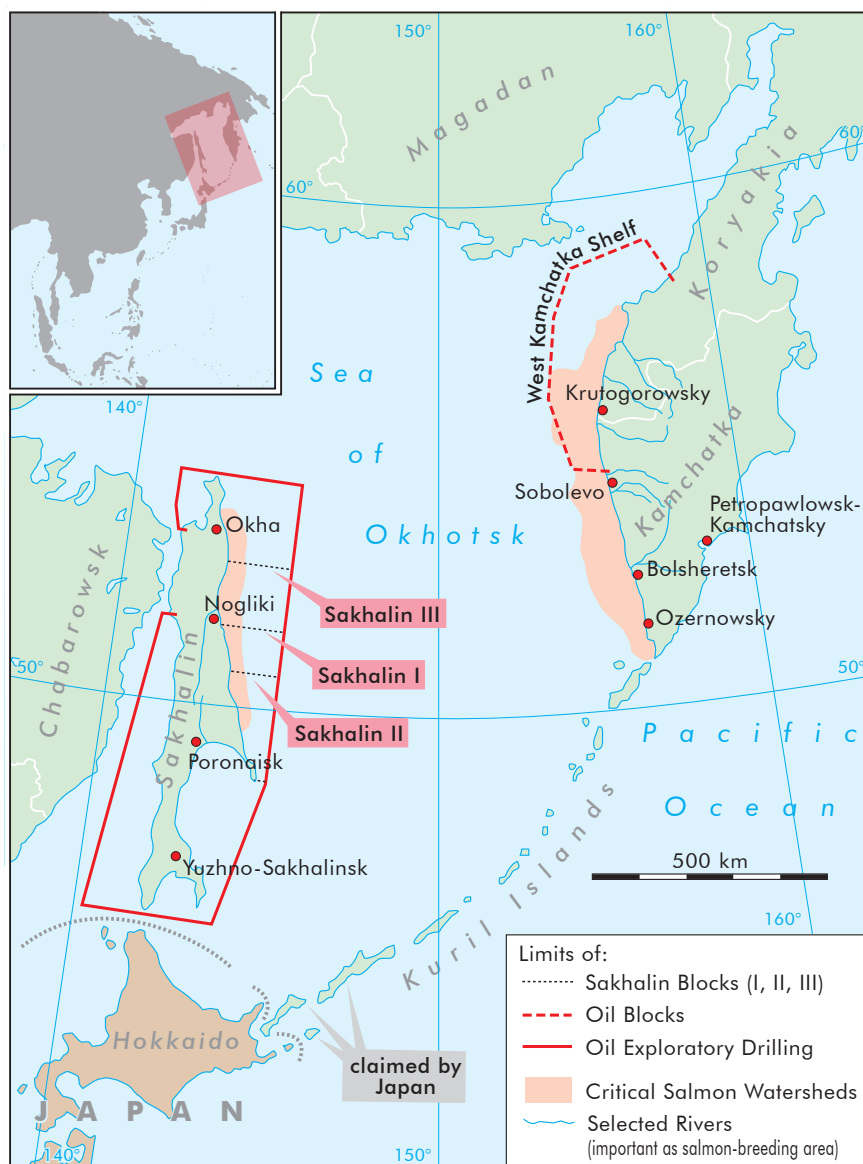 150°
160°
Magadan
60°
60°
Koryakia
West Kamchatka Shelf
140°
Sea
of
Okhotsk
Krutogorowsky
Kamchatka
Sobolevo
Petropawlowsk-
Kamchatsky
Bolsheretsk
Ozernowsky
Okha
Chabarowsk
Nogliki
Sakhalin III
Sakhalin I
Sakhalin II
Sakhalin
50°
50°
Poronaisk
Yuzhno-Sakhalinsk
Pacific
Ocean
500 km
Kuril Islands
160°
Hokkaido
claimed by
Japan
JAPAN
140°
150°
Limits of:
Sakhalin Blocks (I, II, III)
Oil Blocks
Oil Exploratory Drilling
Critical Salmon Watersheds
Selected Rivers
(important as salmon-breeding area)